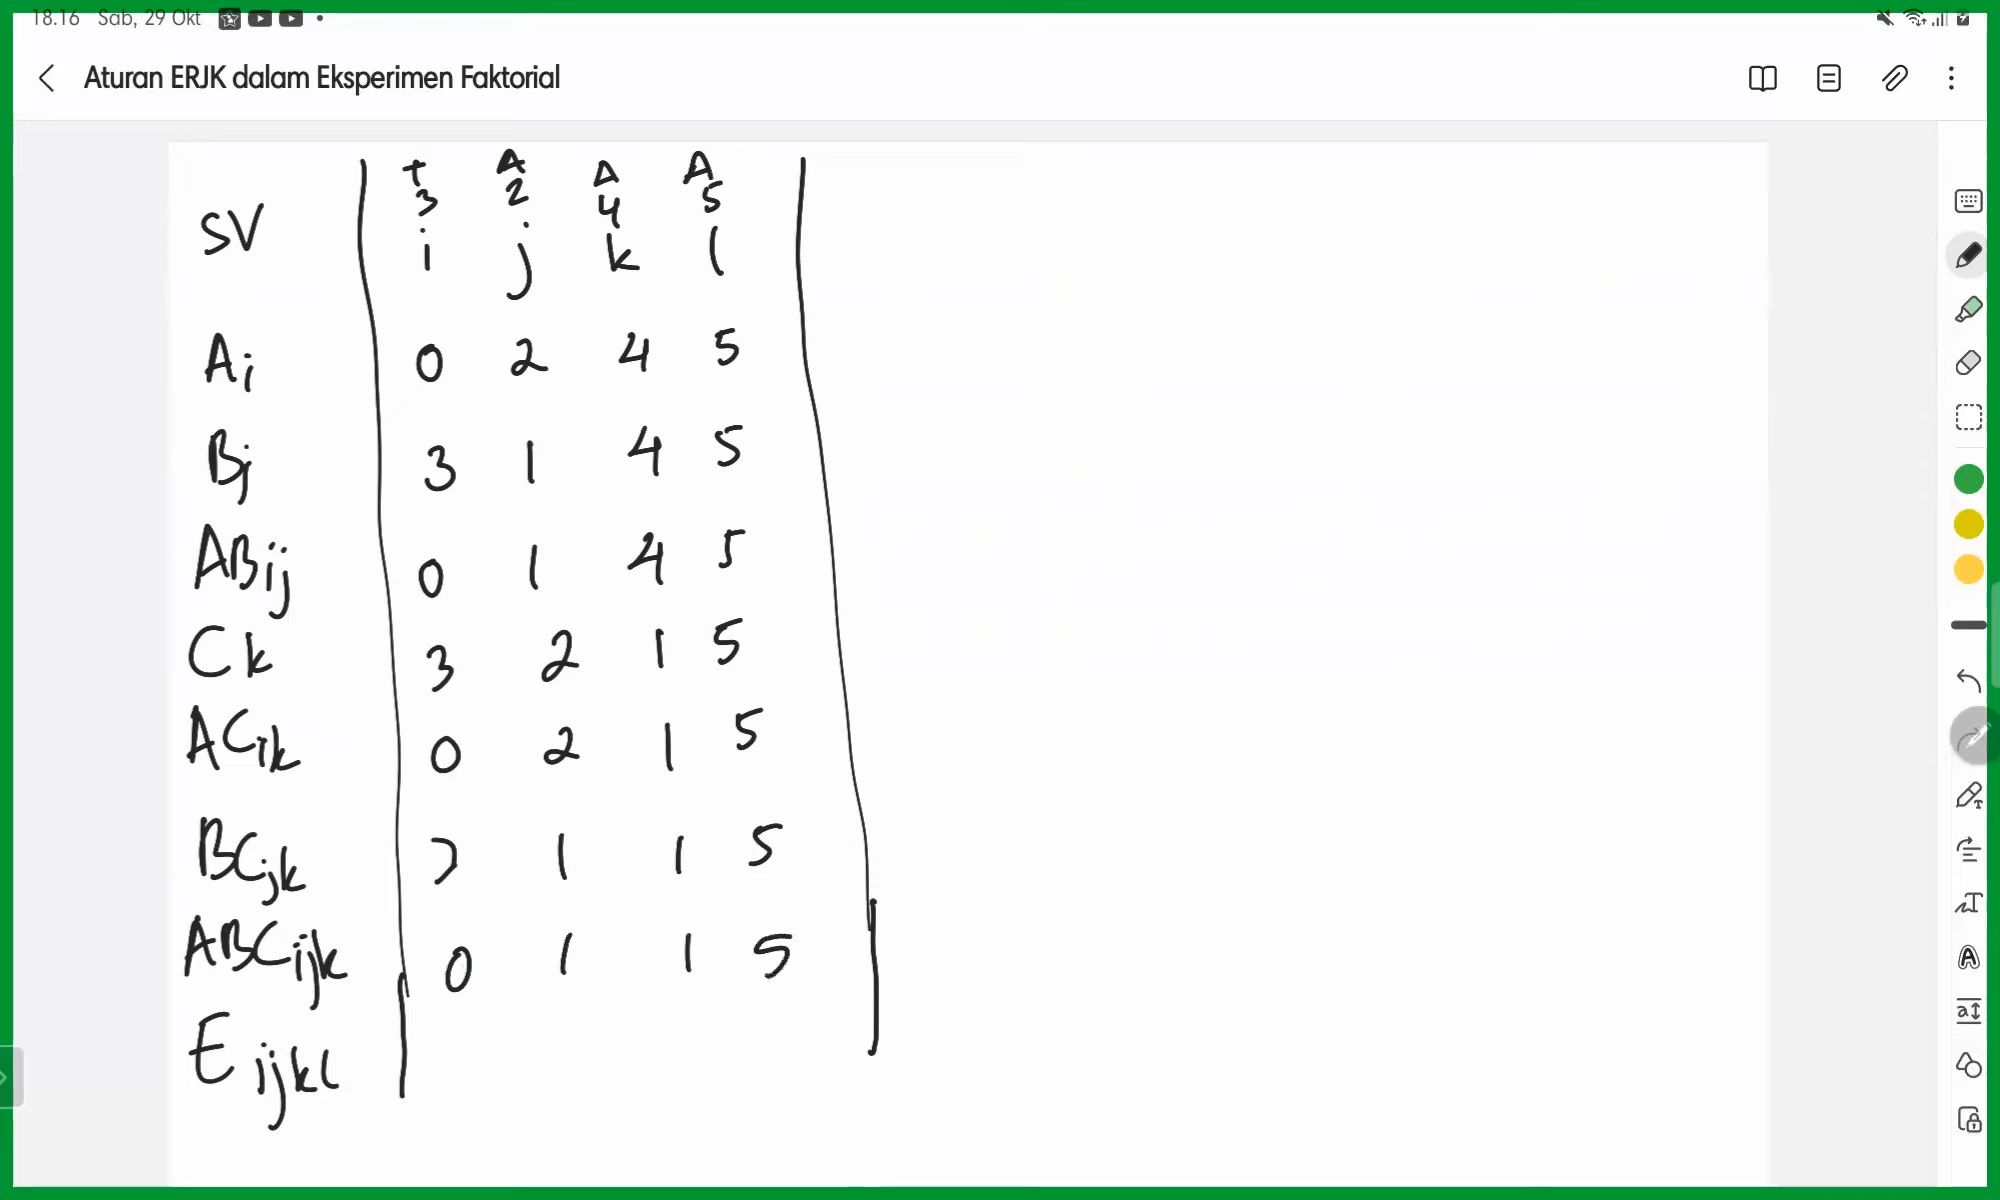 18.16 Sab, 29 Okt
Aturan ERJK dalam Eksperimen Faktorial
T A A A
3 2 4 5
SV i j k l
Ai 0 2 4 5
Bj 3 1 4 5
ABij 0 1 4 5
Ck 3 2 1 5
ACik 0 2 1 5
BCjk 1 1 5
ABCijk 0 1 1 5
Eijkl